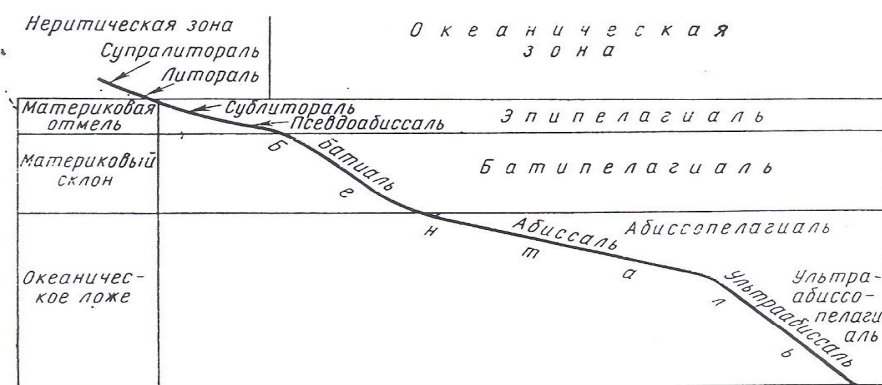 Неритическая зона
Океаническая
зона
Супралитораль
Литораль
Материковая
отмель
Сублитораль
Псевдоабиссаль
Эпипелагиаль
Материковый
склон
Батиаль
Батипелагиаль
Бенталь
Океаничес-
кое ложе
Абиссаль
Абиссопелагиаль
Ультраабиссаль
Ультра-
абиссо-
пелаги
аль